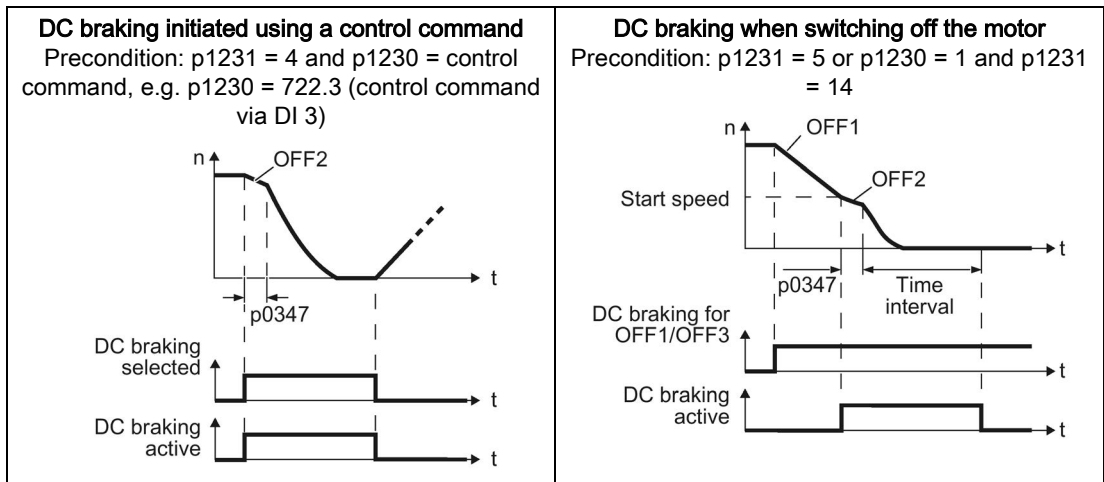 DC braking initiated using a control command
Precondition: p1231 = 4 and p1230 = control
command, e.g. p1230 = 722.3 (control command
via DI 3)
n
OFF2
t
p0347
DC braking
selected
t
DC braking
active
t
DC braking when switching off the motor
Precondition: p1231 = 5 or p1230 = 1 and p1231
= 14
n
OFF1
OFF2
Start speed
t
p0347
Time
interval
DC braking for
OFF1/OFF3
t
DC braking
active
t